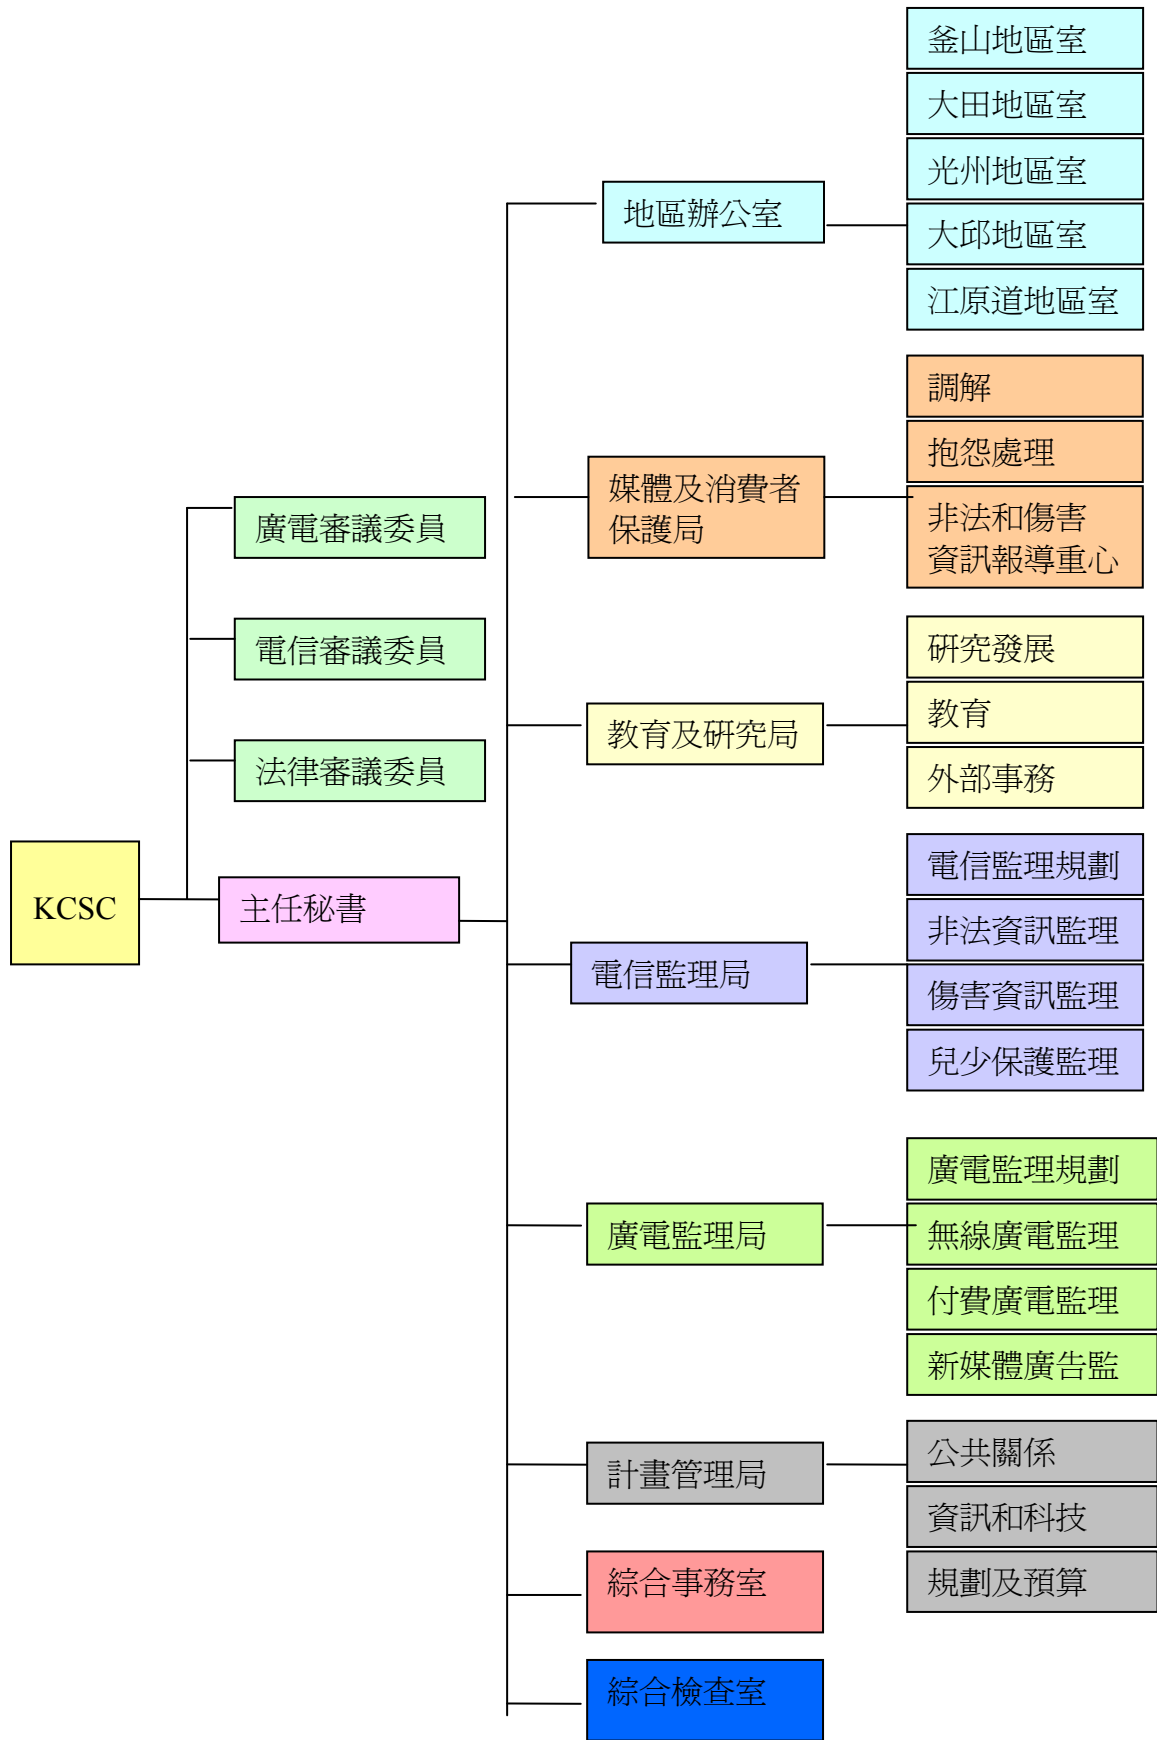 KCSC
廣電審議委員
電信審議委員
法律審議委員
主任秘書
地區辦公室
釜山地區室
大田地區室
光州地區室
大邱地區室
江原道地區室
媒體及消費者
保護局
調解
抱怨處理
非法和傷害
資訊報導重心
教育及研究局
研究發展
教育
外部事務
電信監理局
電信監理規劃
非法資訊監理
傷害資訊監理
兒少保護監理
廣電監理局
廣電監理規劃
無線廣電監理
付費廣電監理
新媒體廣告監
計畫管理局
公共關係
資訊和科技
規劃及預算
綜合事務室
綜合檢查室